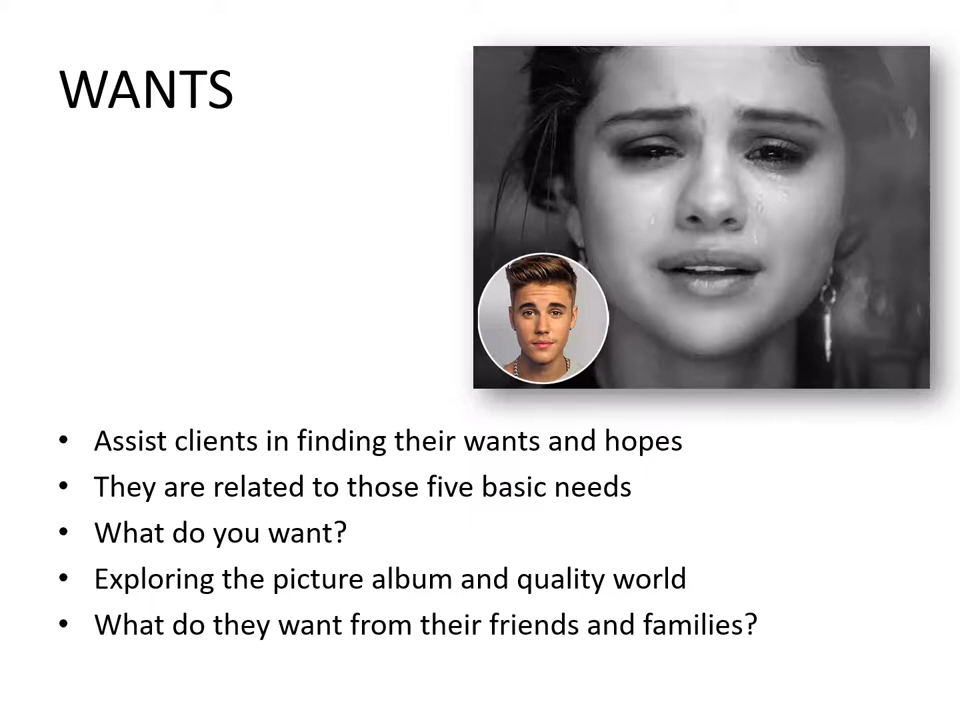 WANTS
• Assist clients in finding their wants and hopes
• They are related to those five basic needs
• What do you want?
• Exploring the picture album and quality world
• What do they want from their friends and families?